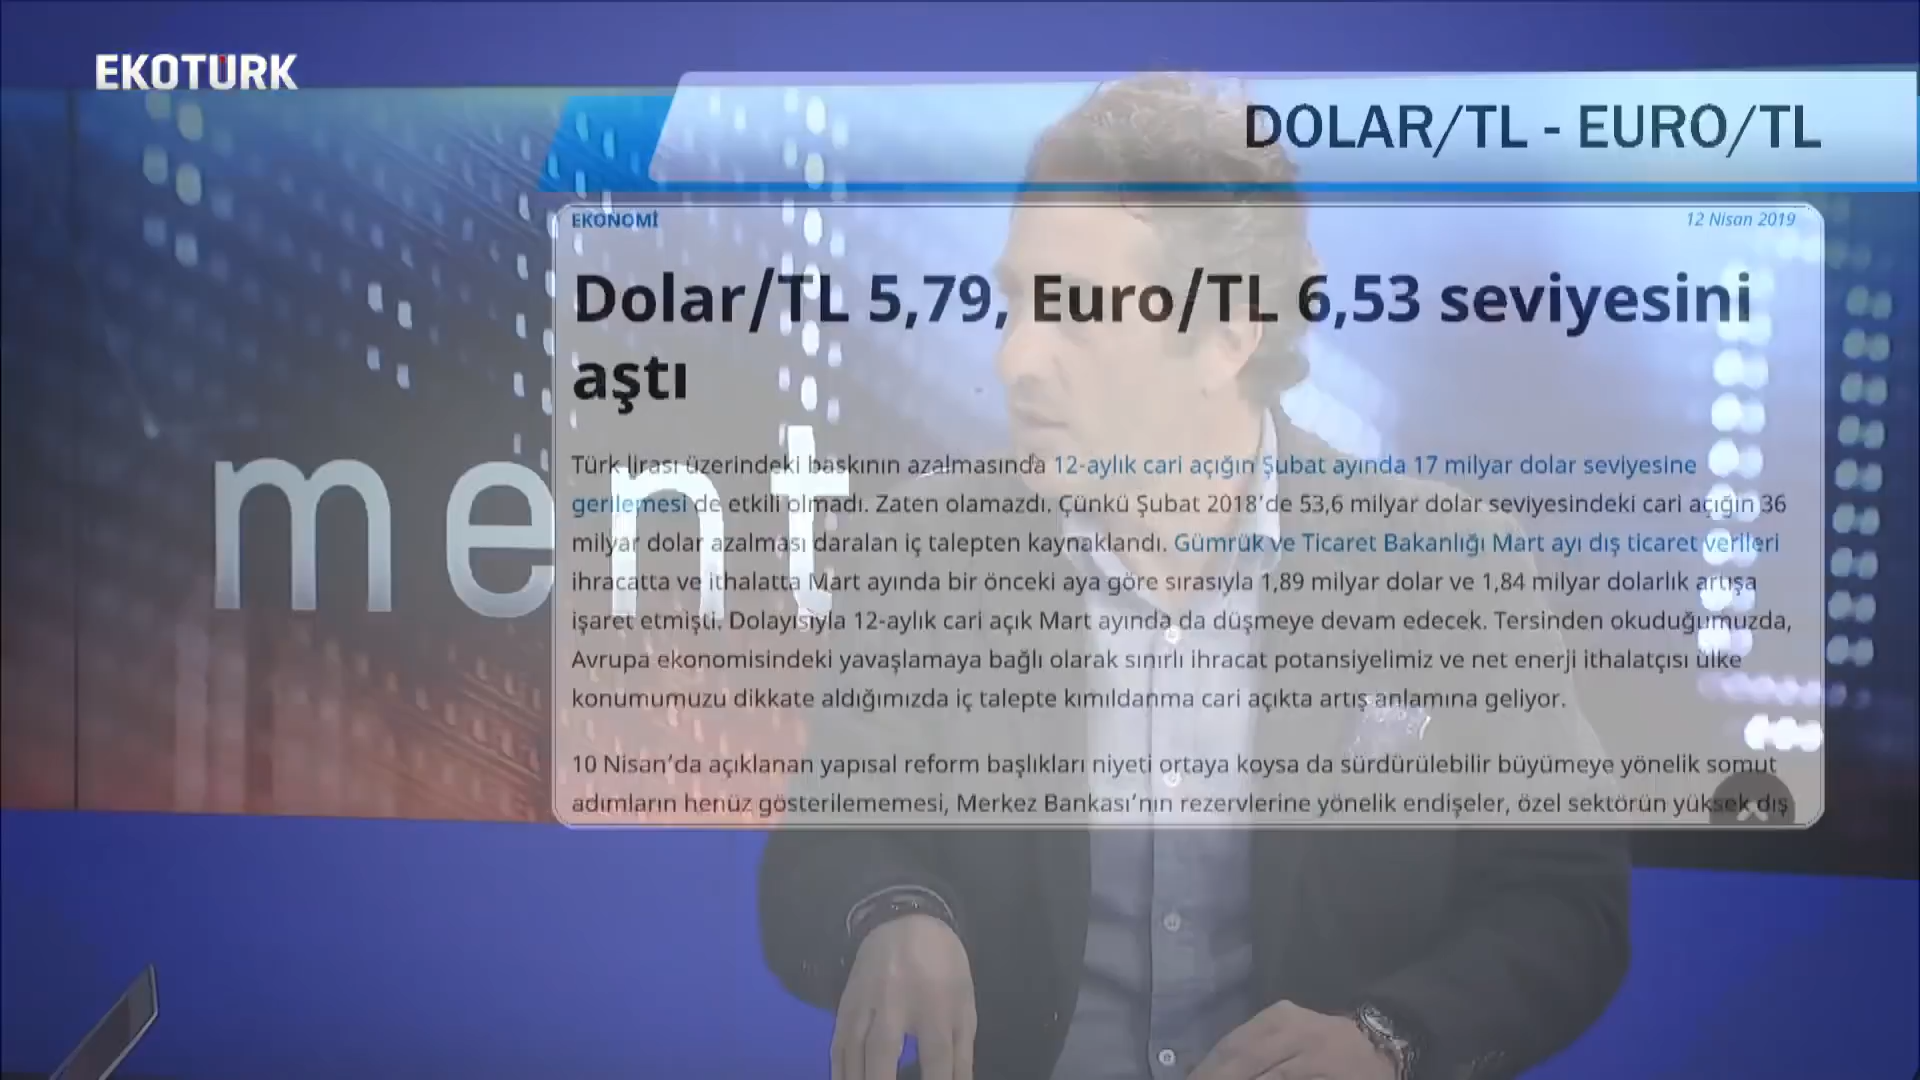 EKOTÜRK
DOLAR/TL - EURO/TL
EKONOMİ
12 Nisan 2019
Dolar/TL 5,79, Euro/TL 6,53 seviyesini
aştı
ment
Türk lirası üzerindeki baskının azalmasında 12-aylık cari açığın Şubat ayında 17 milyar dolar seviyesine
gerilemesi de etkili olmadı. Zaten olamazdı. Çünkü Şubat 2018'de 53,6 milyar dolar seviyesindeki cari açığın 36
milyar dolar azalması daralan iç talepten kaynaklandı. Gümrük ve Ticaret Bakanlığı Mart ayı dış ticaret verileri
ihracatta ve ithalatta Mart ayında bir önceki aya göre sırasıyla 1,89 milyar dolar ve 1,84 milyar dolarlık artışa
işaret etmişti. Dolayısıyla 12-aylık cari açık Mart ayında da düşmeye devam edecek. Tersinden okuduğumuzda,
Avrupa ekonomisindeki yavaşlamaya bağlı olarak sınırlı ihracat potansiyelimiz ve net enerji ithalatçısı ülke
konumumuzu dikkate aldığımızda iç talepte kımıldanma cari açıkta artış anlamına geliyor.
10 Nisan'da açıklanan yapısal reform başlıkları niyeti ortaya koysa da sürdürülebilir büyümeye yönelik somut
adımların henüz gösterilememesi, Merkez Bankası'nın rezervlerine yönelik endişeler, özel sektörün yüksek dış